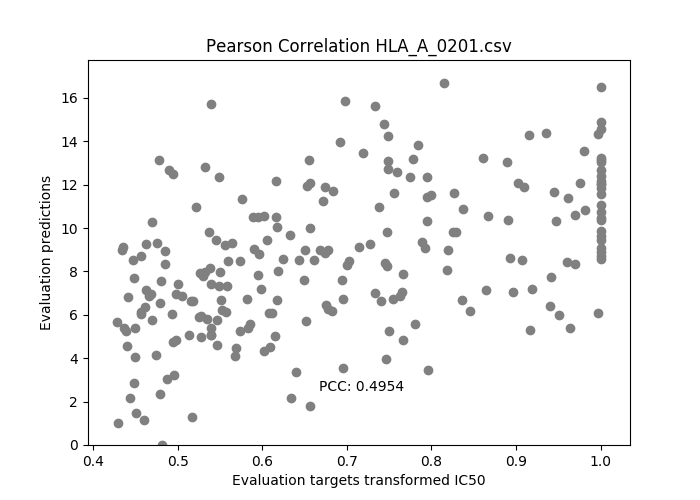 Pearson Correlation HLA_A_0201.csv
Evaluation predictions
16
14
12
10
8
6
4
2
0
PCC: 0.4954
0.4 0.5 0.6 0.7 0.8 0.9 1.0
Evaluation targets transformed IC50